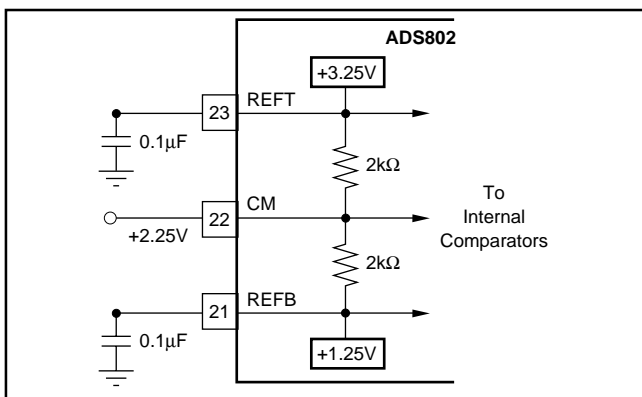 ADS802
+3.25V
23
REFT
0.1μF
2kΩ
22
CM
+2.25V
To
Internal
Comparators
2kΩ
21
REFB
0.1μF
+1.25V